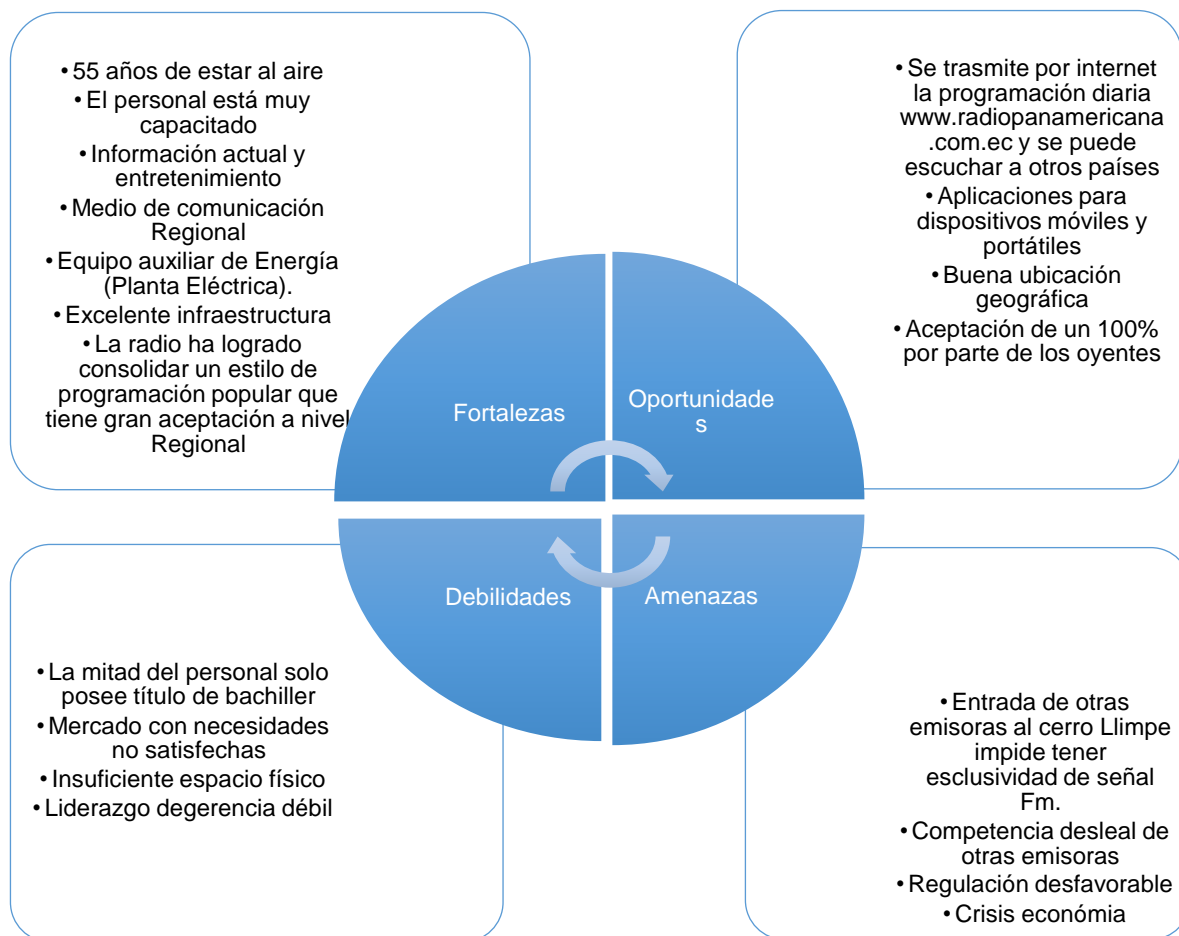 • 55 años de estar al aire
• El personal está muy
capacitado
• Información actual y
entretenimiento
• Medio de comunicación
Regional
• Equipo auxiliar de Energía
(Planta Eléctrica).
• Excelente infraestructura
• La radio ha logrado
consolidar un estilo de
programación popular que
tiene gran aceptación a nivel
Regional
• Se trasmite por internet
la programación diaria
www.radiopanamericana
.com.ec y se puede
escuchar a otros países
• Aplicaciones para
dispositivos móviles y
portátiles
• Buena ubicación
geográfica
• Aceptación de un 100%
por parte de los oyentes
Fortalezas
Oportunidade
s
Debilidades
Amenazas
• La mitad del personal solo
posee título de bachiller
• Mercado con necesidades
no satisfechas
• Insuficiente espacio físico
• Liderazgo degerencia débil
• Entrada de otras
emisoras al cerro Llimpe
impide tener
esclusividad de señal
Fm.
• Competencia desleal de
otras emisoras
• Regulación desfavorable
• Crisis económia